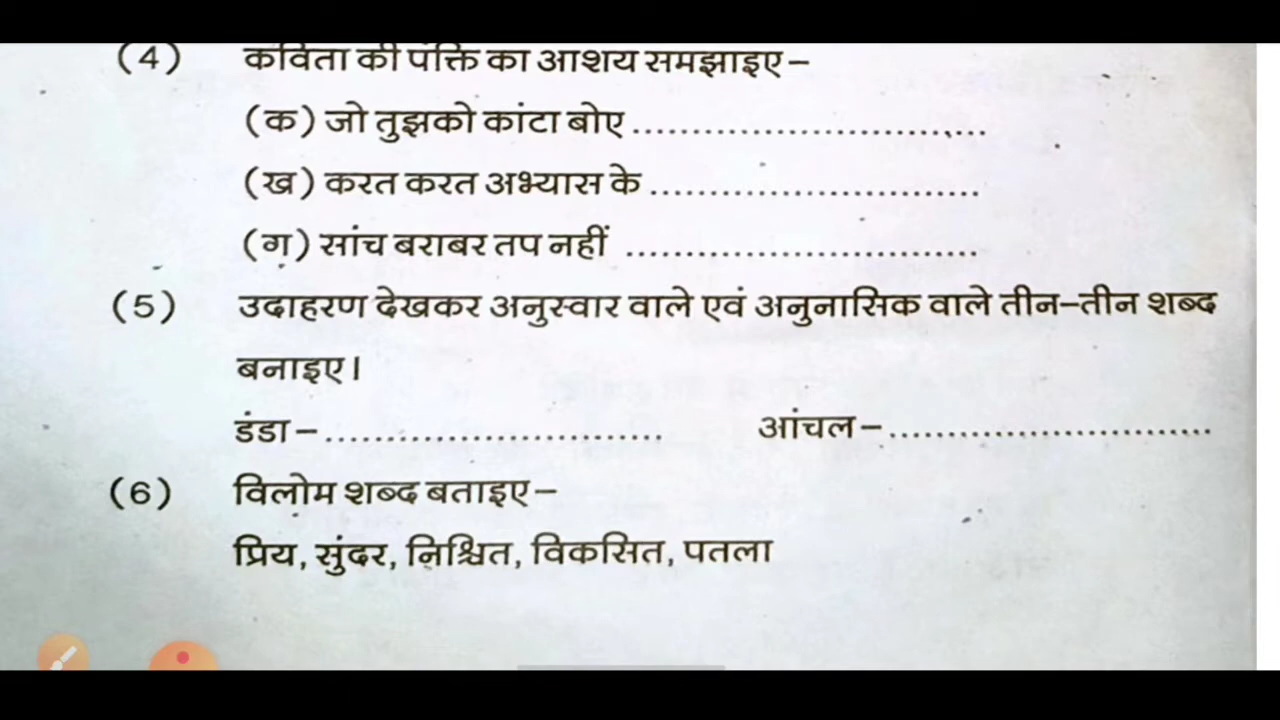 (4) कविता की पंक्ति का आशय समझाइए–
(क) जो तुझको कांटा बोए ..............................
(ख) करत करत अभ्यास के ............................
(ग) सांच बराबर तप नहीं ..............................
(5) उदाहरण देखकर अनुस्वार वाले एवं अनुनासिक वाले तीन–तीन शब्द
बनाइए।
डंडा–............................ आंचल–............................
(6) विलोम शब्द बताइए–
प्रिय, सुंदर, निश्चित, विकसित, पतला